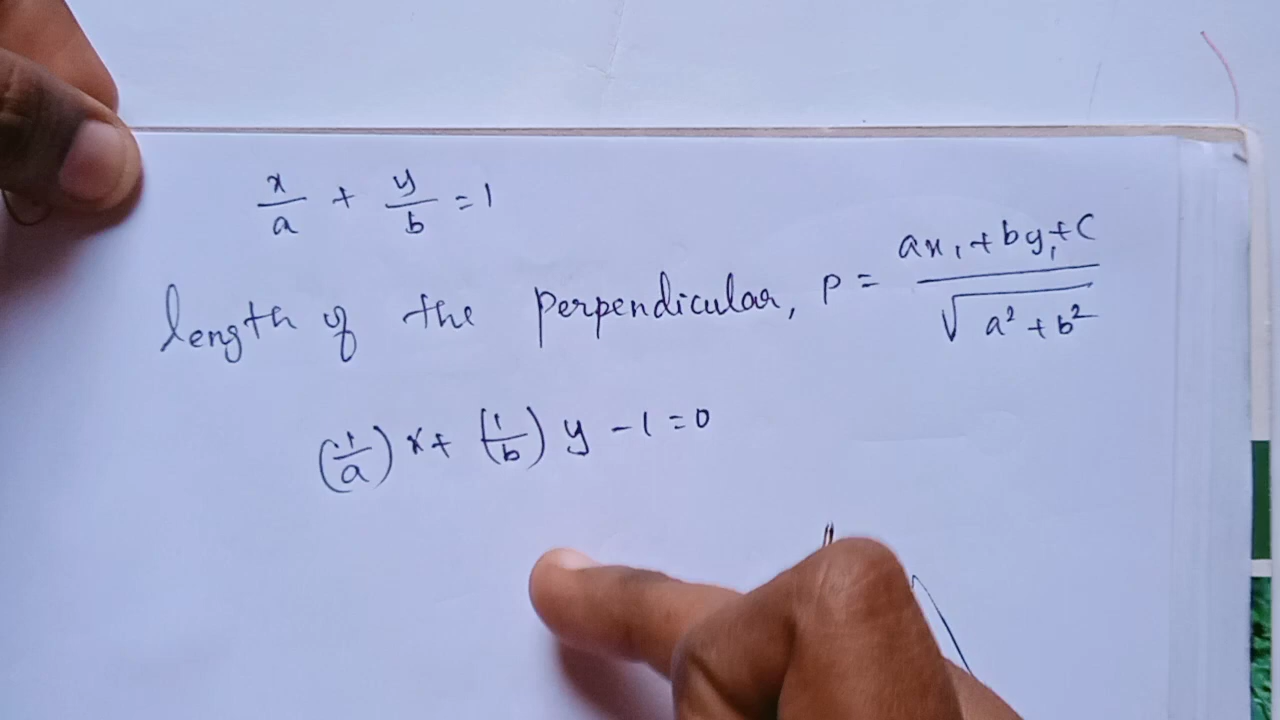 x/a + y/b = 1
length of the perpendicular, P = ax₁ + by₁ + C / √a² + b²
(1/a) x + (1/b) y - 1 = 0